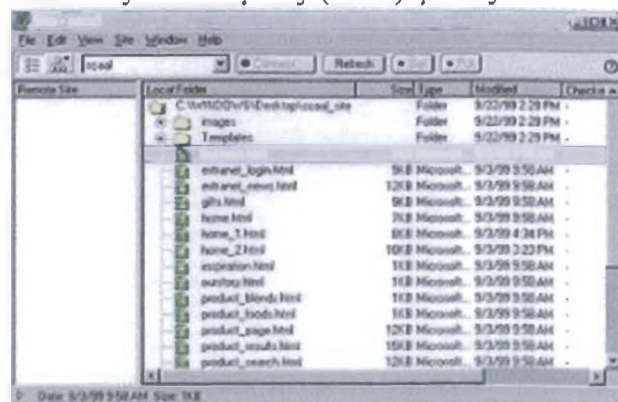 File Edit View Site Window Help
Refresh
Remote Site Local Folder Size Type Modified
C:\WINDOWS\Desktop\scaal_site Folder 9/22/99 2:29 PM -
images Folder 9/22/99 2:29 PM -
Templates Folder 9/22/99 2:29 PM -
extranet_login.html 9KB Microsoft... 9/3/99 9:58 AM -
extranet_news.html 12KB Microsoft... 9/3/99 9:58 AM -
gifts.html 9KB Microsoft... 9/3/99 9:58 AM -
home.html 7KB Microsoft... 9/3/99 9:58 AM -
home_1.html 8KB Microsoft... 9/3/99 4:34 PM -
home_2.html 10KB Microsoft... 9/3/99 3:23 PM -
inspiration.html 1KB Microsoft... 9/3/99 9:58 AM -
ourstory.html 1KB Microsoft... 9/3/99 9:58 AM -
product_blends.html 1KB Microsoft... 9/3/99 9:58 AM -
product_foods.html 1KB Microsoft... 9/3/99 9:58 AM -
product_page.html 12KB Microsoft... 9/3/99 9:58 AM -
product_results.html 15KB Microsoft... 9/3/99 9:58 AM -
product_search.html 12KB Microsoft... 9/3/99 9:58 AM -
Date: 9/3/99 9:58 AM Size: 1KB